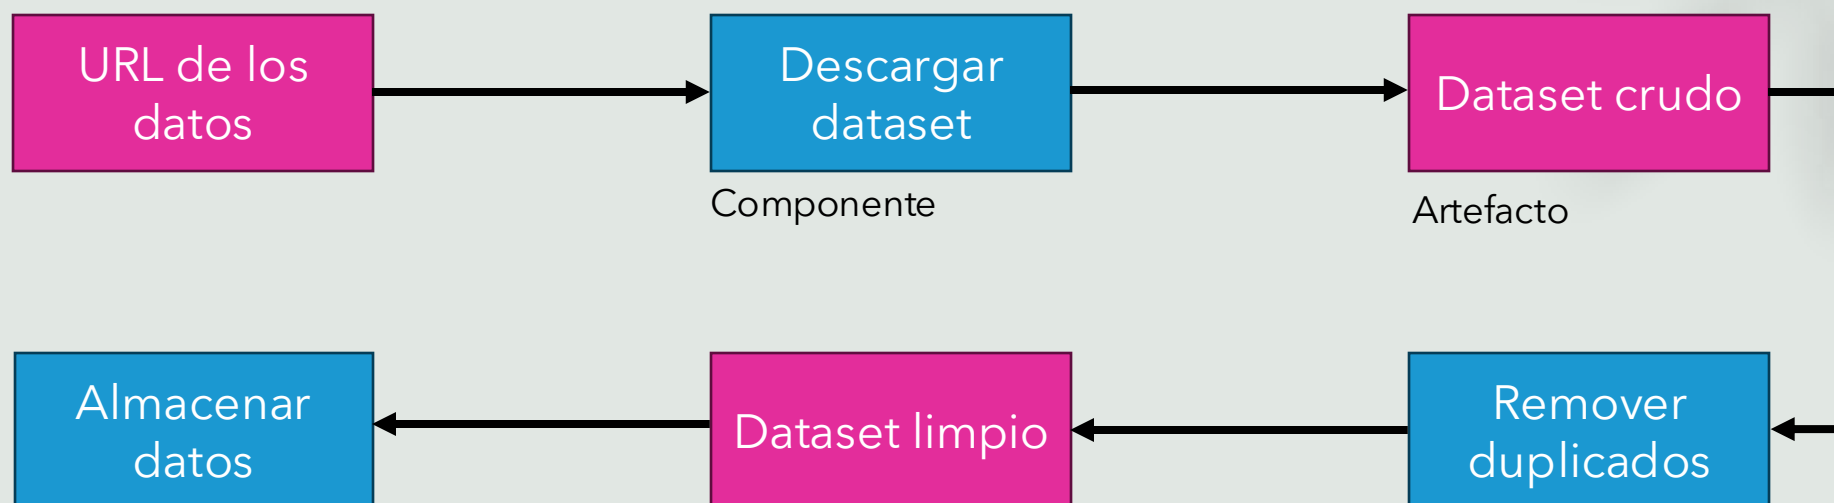 URL de los
datos
Descargar
dataset
Dataset crudo
Componente
Artefacto
Almacenar
datos
Dataset limpio
Remover
duplicados